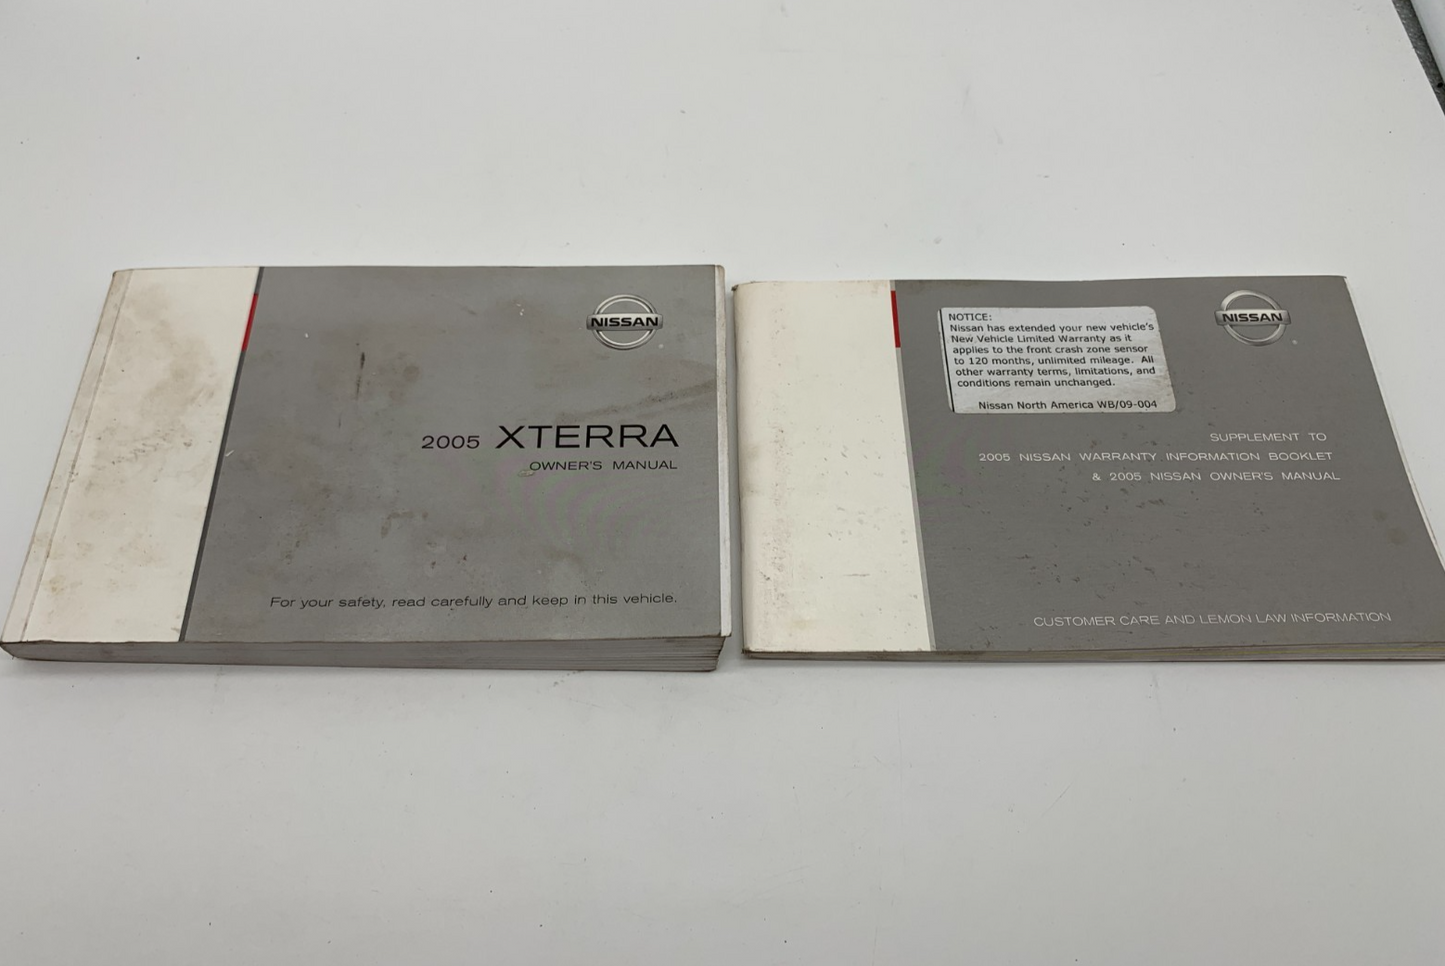 NISSAN
2005 XTERRA
OWNER'S MANUAL
For your safety, read carefully and keep in this vehicle.
NOTICE:
Nissan has extended your new vehicle's
New Vehicle Limited Warranty as it
applies to the front crash zone sensor
to 120 months, unlimited mileage. All
other warranty terms, limitations, and
conditions remain unchanged.
Nissan North America WB/09-004
NISSAN
SUPPLEMENT TO
2005 NISSAN WARRANTY INFORMATION BOOKLET
& 2005 NISSAN OWNER'S MANUAL
CUSTOMER CARE AND LEMON LAW INFORMATION